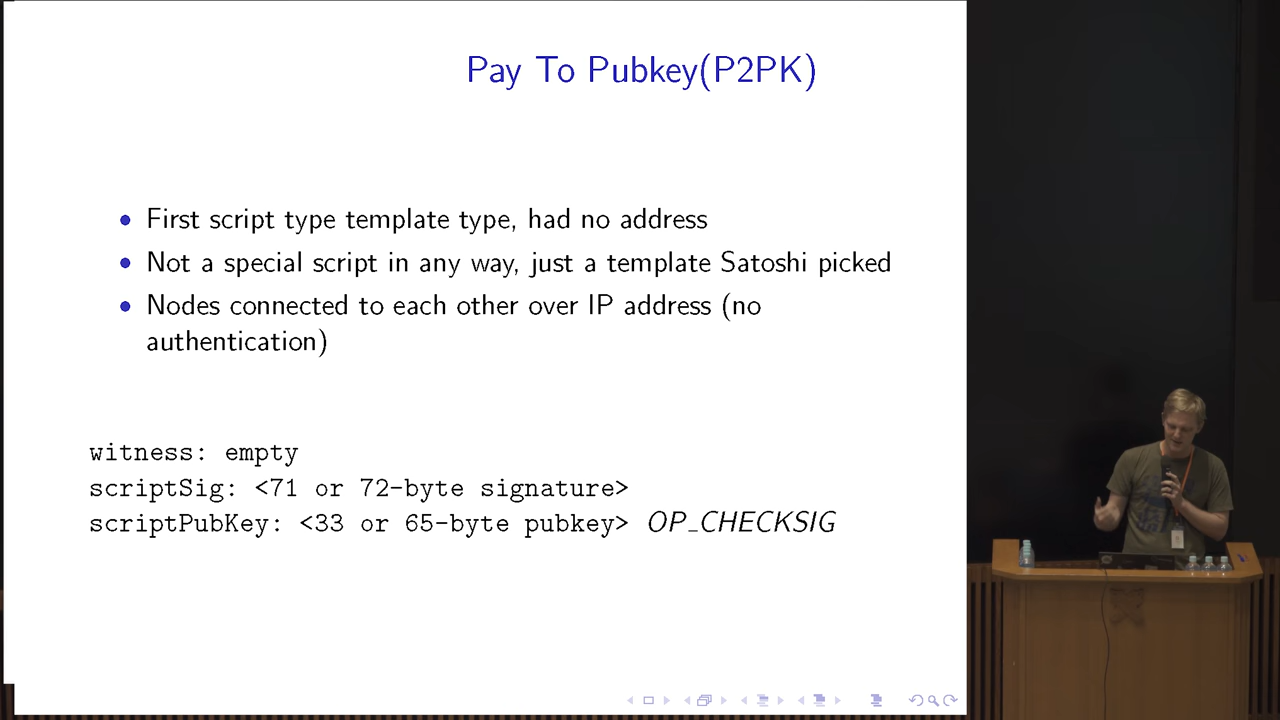 Pay To Pubkey(P2PK)
• First script type template type, had no address
• Not a special script in any way, just a template Satoshi picked
• Nodes connected to each other over IP address (no
authentication)
witness: empty
scriptSig: <71 or 72-byte signature>
scriptPubKey: <33 or 65-byte pubkey> OP_CHECKSIG